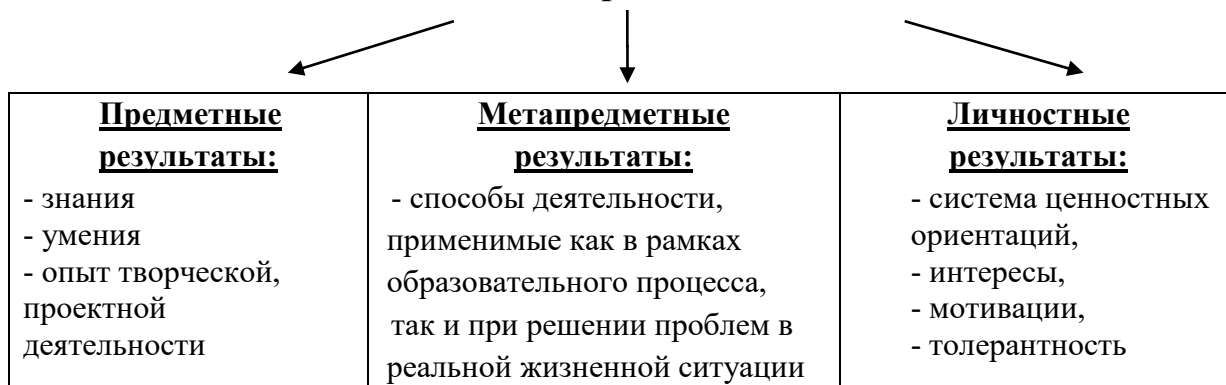 Предметные
результаты:
- знания
- умения
- опыт творческой,
проектной
деятельности
Метапредметные
результаты:
- способы деятельности,
применимые как в рамках
образовательного процесса,
так и при решении проблем в
реальной жизненной ситуации
Личностные
результаты:
- система ценностных
ориентаций,
- интересы,
- мотивации,
- толерантность